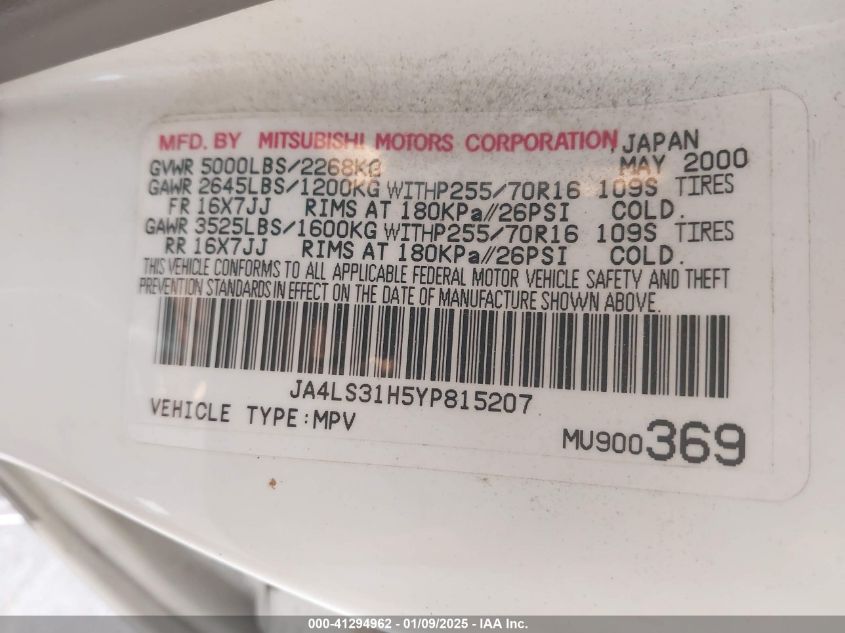 MFD. BY MITSUBISHI MOTORS CORPORATION, JAPAN
GVWR 5000LBS/2268KG MAY 2000
GAWR 2645LBS/1200KG WITHP255/70R16 109S TIRES
FR 16X7JJ RIMS AT 180KPa//26PSI COLD.
GAWR 3525LBS/1600KG WITHP255/70R16 109S TIRES
RR 16X7JJ RIMS AT 180KPa//26PSI COLD.
THIS VEHICLE CONFORMS TO ALL APPLICABLE FEDERAL MOTOR VEHICLE SAFETY AND THEFT
PREVENTION STANDARDS IN EFFECT ON THE DATE OF MANUFACTURE SHOWN ABOVE.
JA4LS31H5YP815207
VEHICLE TYPE:MPV
MU900369
000-41294962 - 01/09/2025 - IAA Inc.